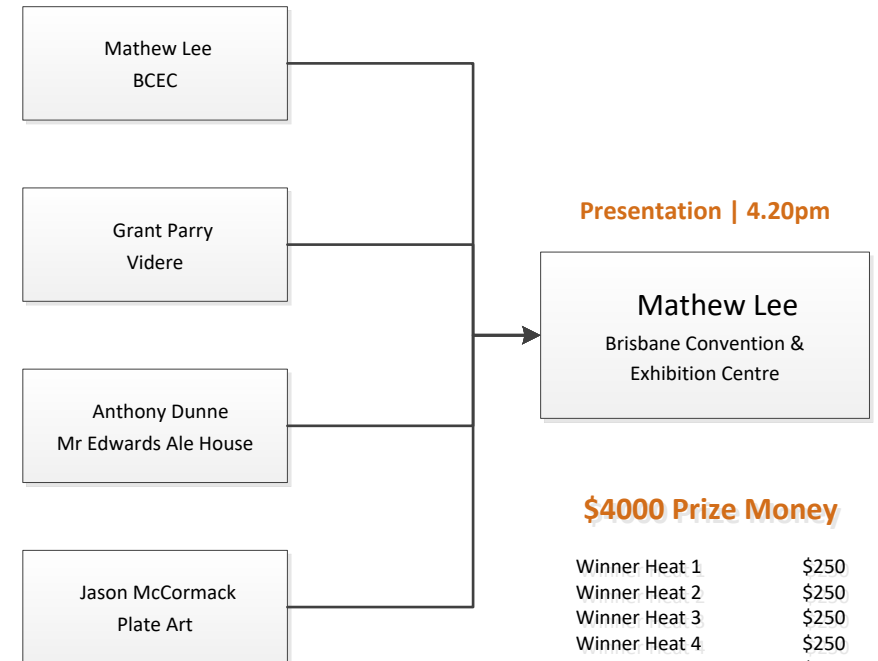 Mathew Lee
BCEC
Grant Parry
Videre
Anthony Dunne
Mr Edwards Ale House
Jason McCormack
Plate Art
Presentation | 4.20pm
Mathew Lee
Brisbane Convention &
Exhibition Centre
$4000 Prize Money
Winner Heat 1 $250
Winner Heat 2 $250
Winner Heat 3 $250
Winner Heat 4 $250